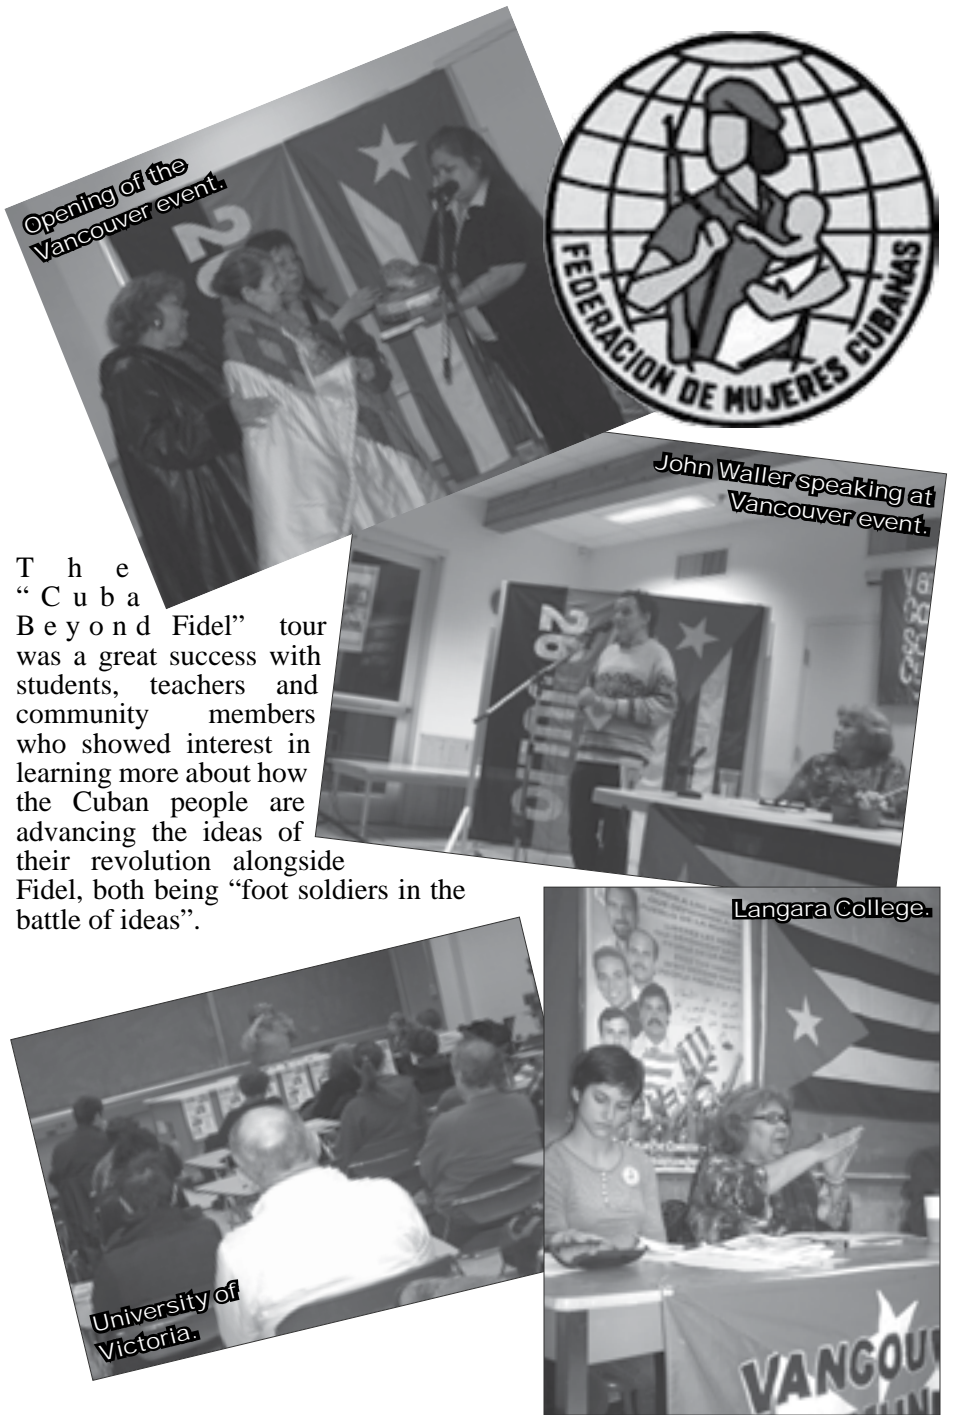 Opening of the
Vancouver event.
26
FEDERACION DE MUJERES CUBANAS
John Waller speaking at
Vancouver event.
26 JULIO
The
“Cuba
Beyond Fidel” tour
was a great success with
students, teachers and
community members
who showed interest in
learning more about how
the Cuban people are
advancing the ideas of
their revolution alongside
Fidel, both being “foot soldiers in the
battle of ideas”.
Langara College.
University of
Victoria.
VANCOU